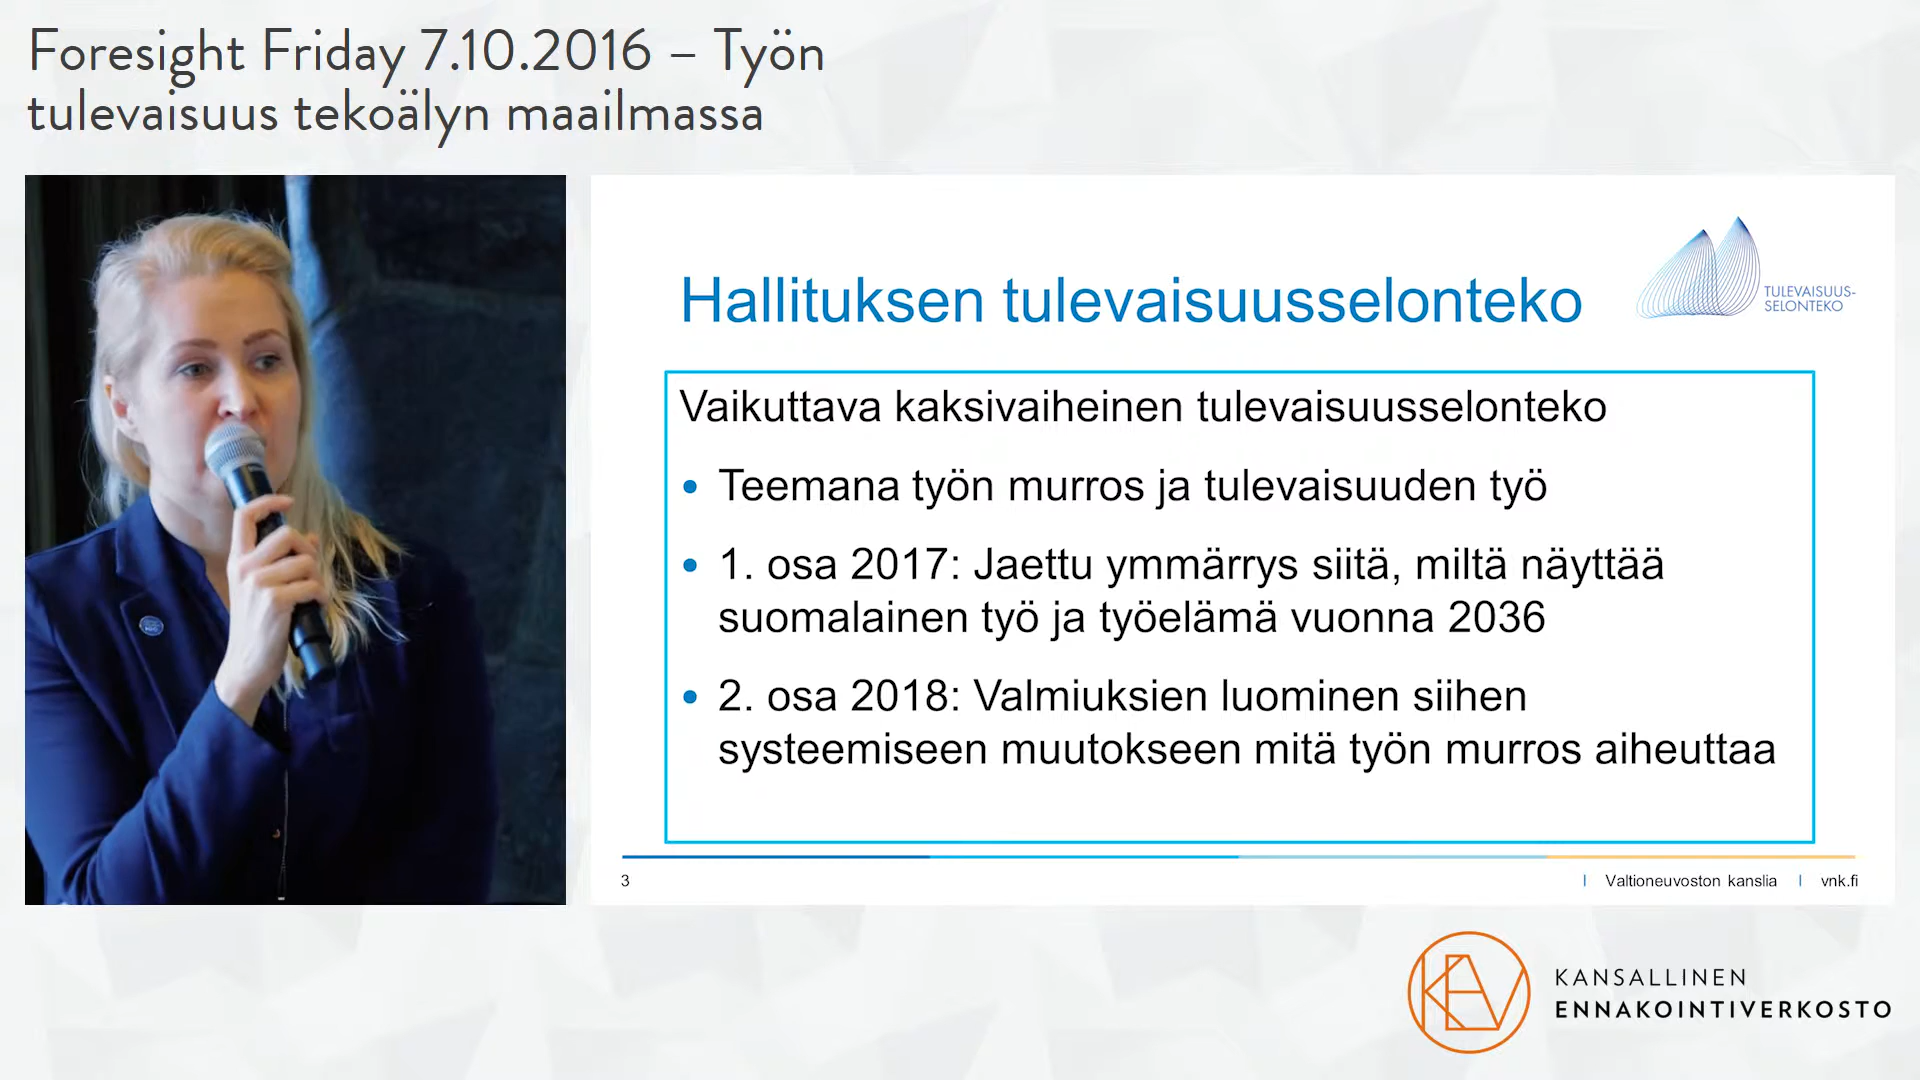 Foresight Friday 7.10.2016 – Työn
tulevaisuus tekoälyn maailmassa
Hallituksen tulevaisuusselonteko
TULEVAISUUS-
SELONTEKO
Vaikuttava kaksivaiheinen tulevaisuusselonteko
• Teemana työn murros ja tulevaisuuden työ
• 1. osa 2017: Jaettu ymmärrys siitä, miltä näyttää
suomalainen työ ja työelämä vuonna 2036
• 2. osa 2018: Valmiuksien luominen siihen
systeemiseen muutokseen mitä työn murros aiheuttaa
3
| Valtioneuvoston kanslia | vnk.fi
KEV
KANSALLINEN
ENNAKOINTIVERKOSTO